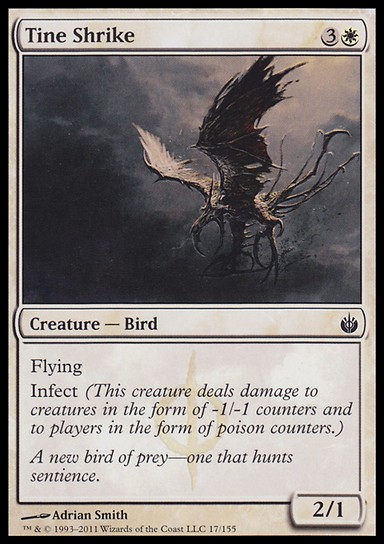 Tine Shrike 3
Creature — Bird
Flying
Infect (This creature deals damage to
creatures in the form of -1/-1 counters and
to players in the form of poison counters.)
A new bird of prey—one that hunts
sentience.
Adrian Smith
2/1
™ & © 1993–2011 Wizards of the Coast LLC 17/155